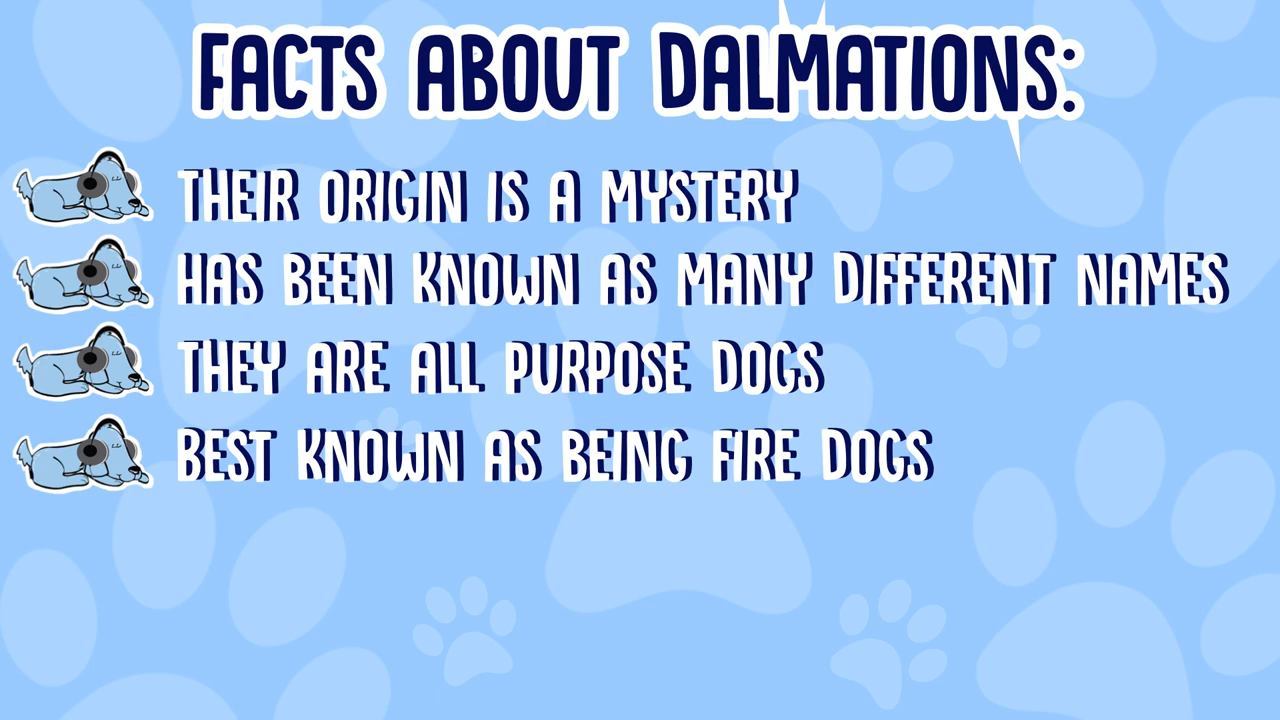 FACTS ABOUT DALMATIONS:
THEIR ORIGIN IS A MYSTERY
HAS BEEN KNOWN AS MANY DIFFERENT NAMES
THEY ARE ALL PURPOSE DOGS
BEST KNOWN AS BEING FIRE DOGS